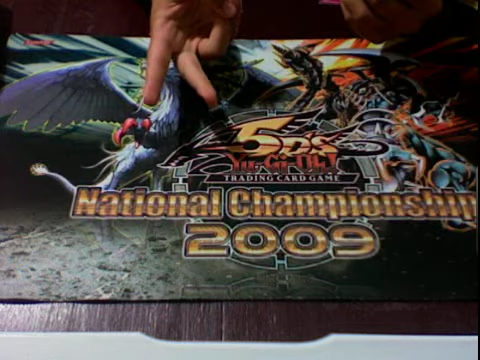 5D's
Yu-Gi-Oh!
TRADING CARD GAME
National Championship
2009